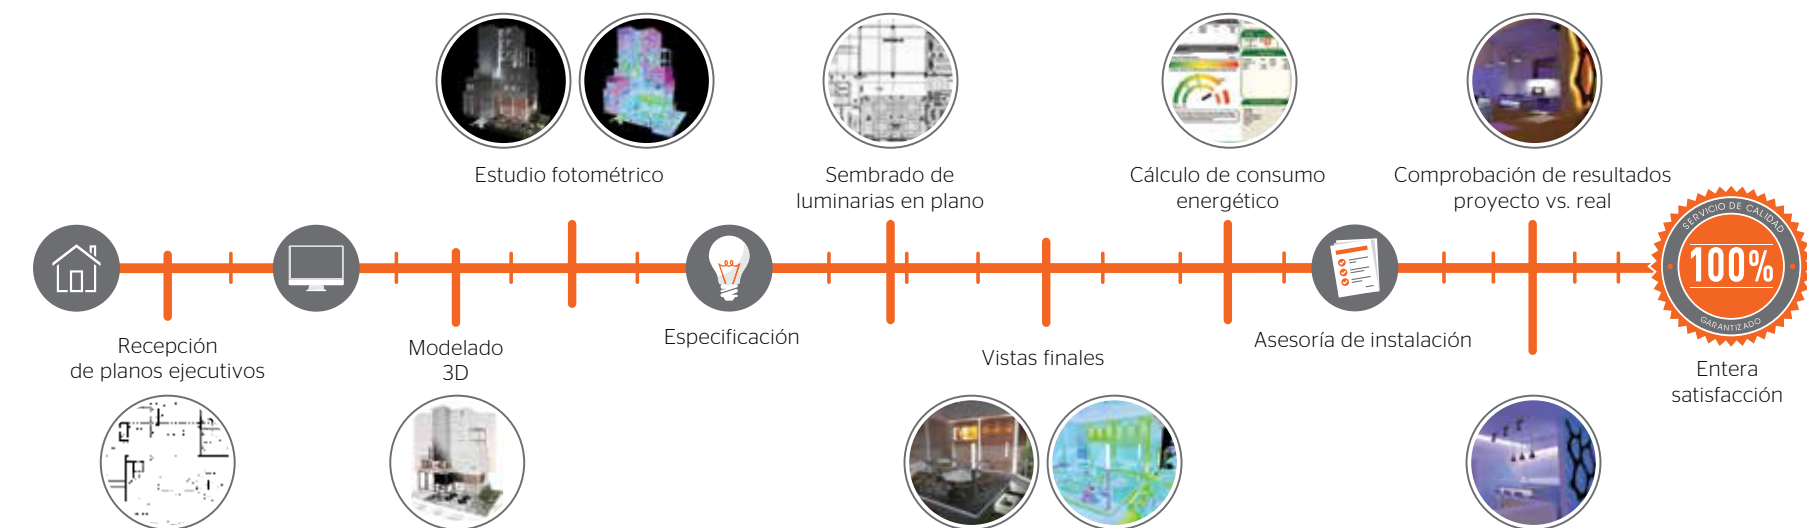 Estudio fotométrico
Sembrado de
luminarias en plano
Cálculo de consumo
energético
Comprobación de resultados
proyecto vs. real
SERVICIO DE CALIDAD
100%
GARANTIZADO
Recepción
de planos ejecutivos
Modelado
3D
Especificación
Vistas finales
Asesoría de instalación
Entera
satisfacción